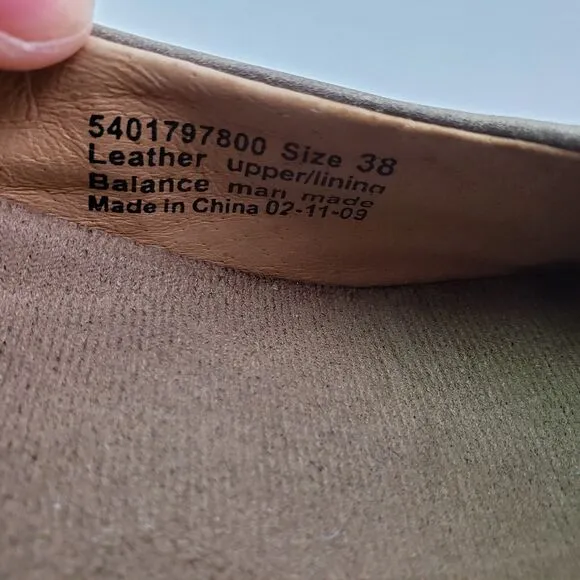 5401797800 Size 38
Leather upper/lining
Balance man made
Made in China 02-11-09